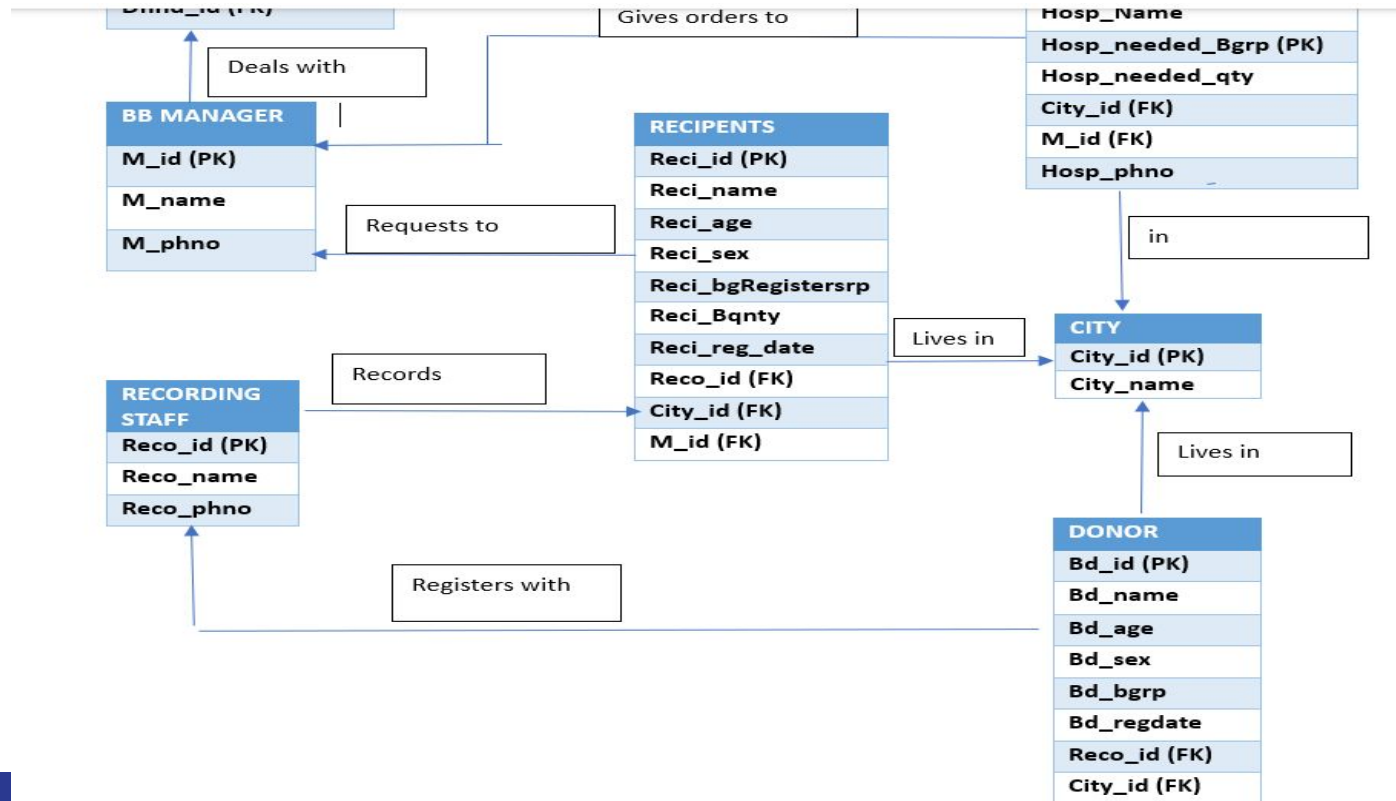 Gives orders to
Hosp_Name
Hosp_needed_Bgrp (PK)
Hosp_needed_qty
City_id (FK)
M_id (FK)
Hosp_phno
Deals with
BB MANAGER
M_id (PK)
M_name
M_phno
RECIPENTS
Reci_id (PK)
Reci_name
Reci_age
Reci_sex
Reci_bgRegistersrp
Reci_Bqnty
Reci_reg_date
Reco_id (FK)
City_id (FK)
M_id (FK)
Requests to
in
CITY
City_id (PK)
City_name
Lives in
Records
RECORDING
STAFF
Reco_id (PK)
Reco_name
Reco_phno
Lives in
Registers with
DONOR
Bd_id (PK)
Bd_name
Bd_age
Bd_sex
Bd_bgrp
Bd_regdate
Reco_id (FK)
City_id (FK)